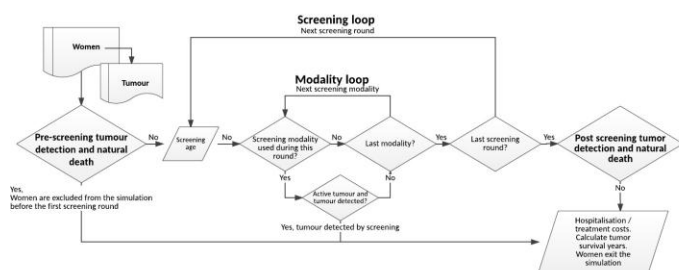 Screening loop
Next screening round
Women
Tumour
Modality loop
Next screening modality
Pre-screening tumour
detection and natural
death
No
Screening
age
No
Screening modality
used during this
round?
No
Last modality?
Yes
Last screening
round?
Yes
Post screening tumor
detection and natural
death
Yes
Active tumour and
tumour detected?
No
No
Yes,
Women are excluded from the simulation
before the first screening round
Yes, tumour detected by screening
Hospitalisation /
treatment costs.
Calculate tumor
survival years.
Women exit the
simulation